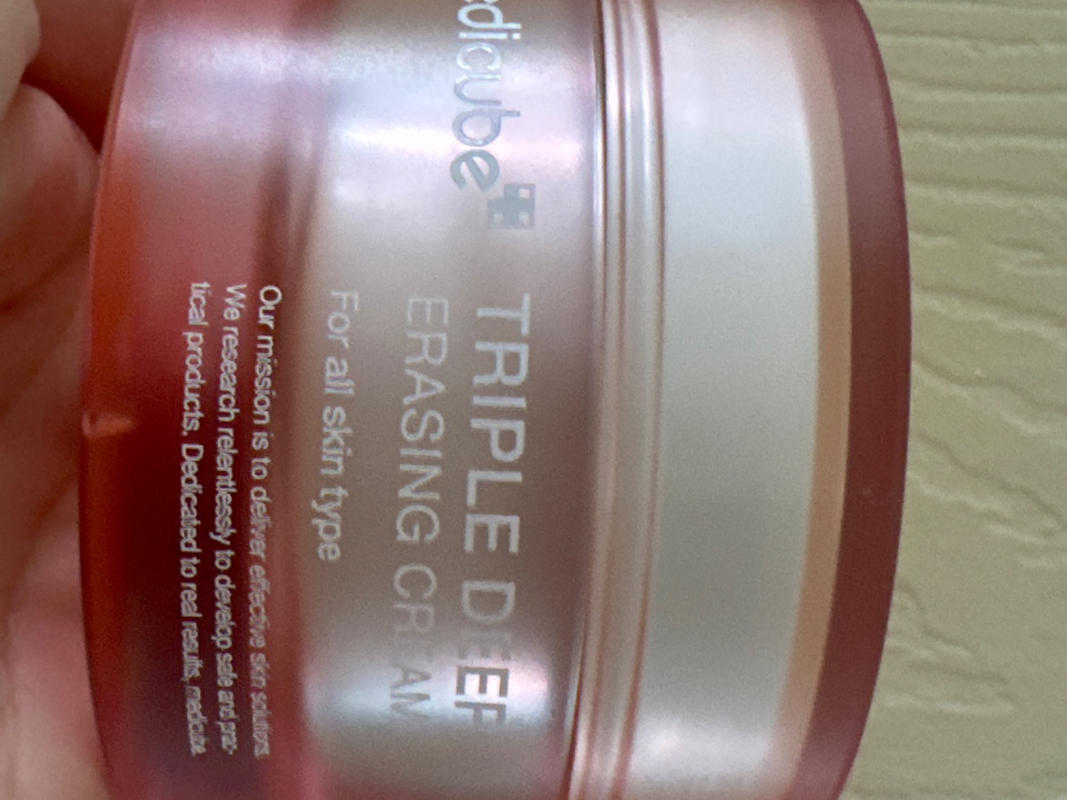 edicube
TRIPLE DEEP
ERASING CREAM
For all skin type
Our mission is to deliver effective skin solutions
We research relentlessly to develop safe and prac-
tical products. Dedicated to real results, medicube